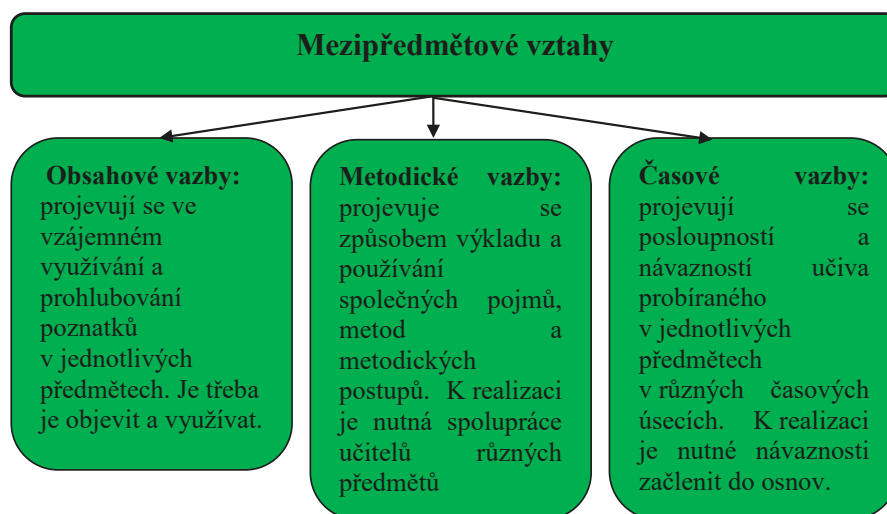 Mezipředmětové vztahy
Obsahové vazby:
projevují se ve
vzájemném
využívání a
prohlubování
poznatků
v jednotlivých
předmětech. Je třeba
je objevit a využívat.
Metodické vazby:
projevuje se
způsobem výkladu a
používání
společných pojmů,
metod a
metodických
postupů. K realizaci
je nutná spolupráce
učitelů různých
předmětů
Časové vazby:
projevují se
posloupností a
návazností učiva
probíraného
v jednotlivých
předmětech
v různých časových
úsecích. K realizaci
je nutné návaznosti
začlenit do osnov.